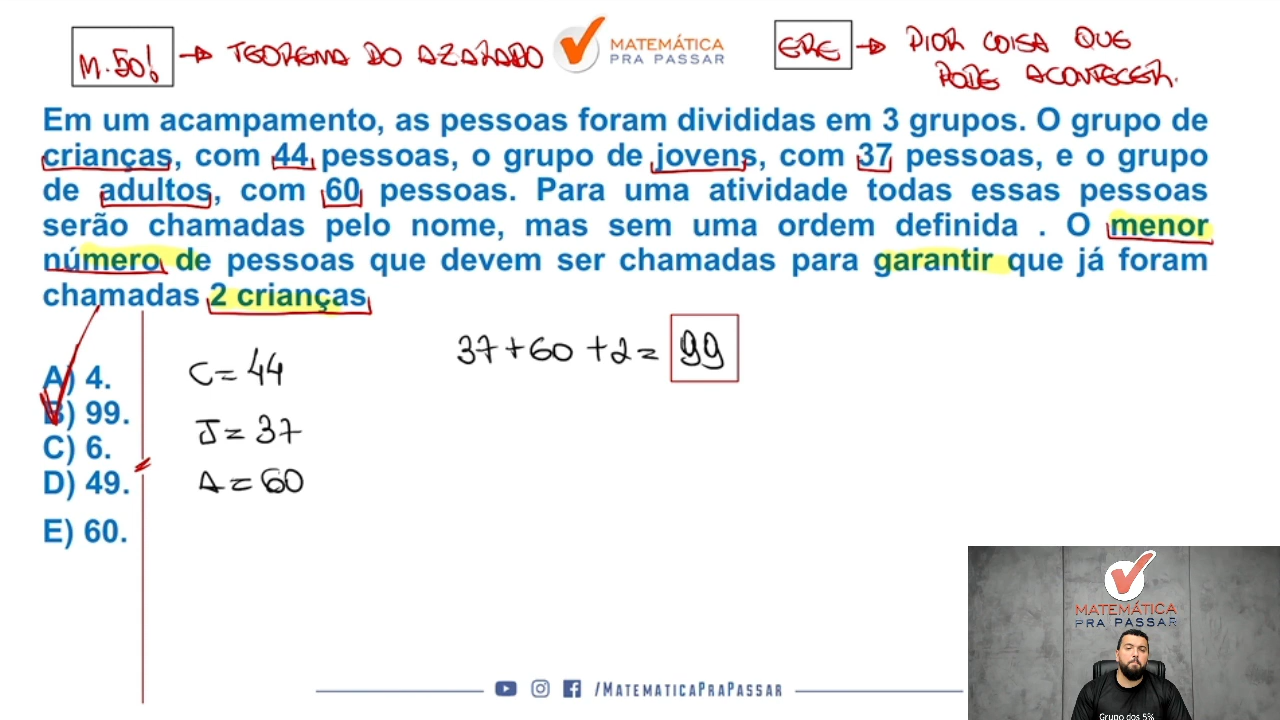 M.50! → TEOREMA DO AZARADO
MATEMÁTICA
PRA PASSAR
ERE → PIOR COISA QUE
PODE ACONTECER.
Em um acampamento, as pessoas foram divididas em 3 grupos. O grupo de
crianças, com 44 pessoas, o grupo de jovens, com 37 pessoas, e o grupo
de adultos, com 60 pessoas. Para uma atividade todas essas pessoas
serão chamadas pelo nome, mas sem uma ordem definida . O menor
número de pessoas que devem ser chamadas para garantir que já foram
chamadas 2 crianças
A) 4.
B) 99.
C) 6.
D) 49.
E) 60.
C = 44
J = 37
A = 60
37 + 60 + 2 = 99
MATEMÁTICA
PRA PASSAR
Grupo dos 5%
/MATEMATICAPRAPASSAR